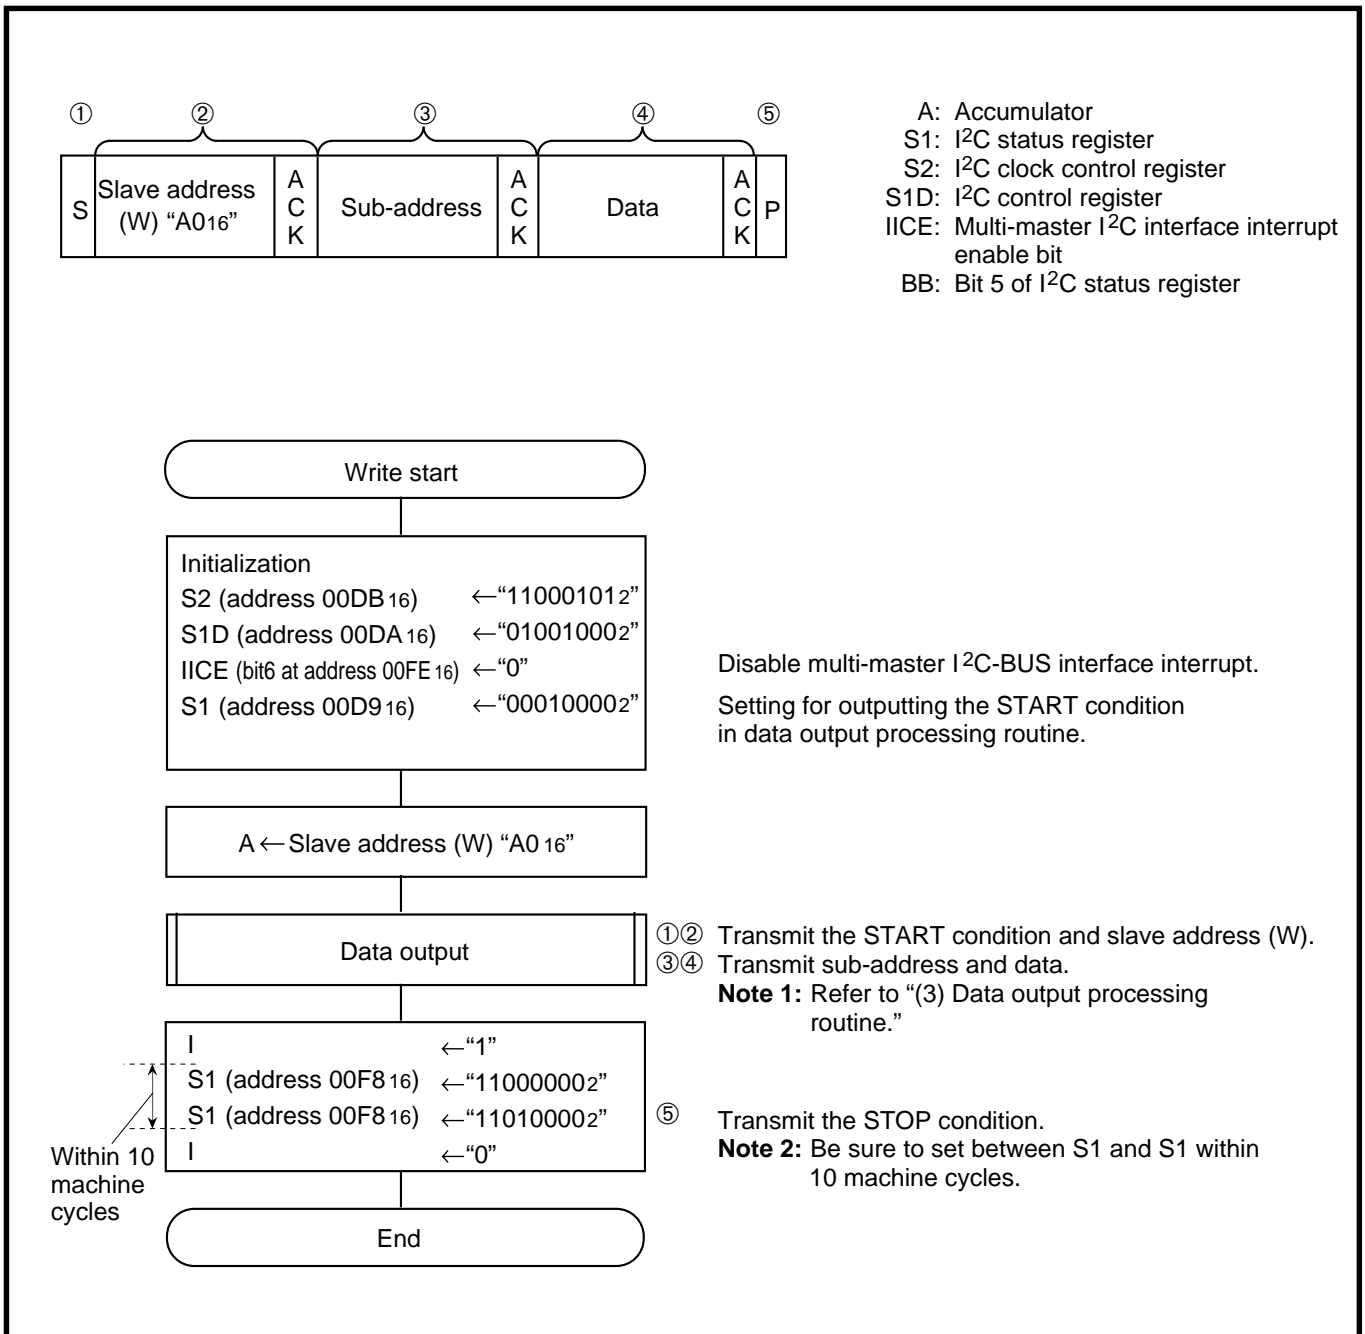 ① ② ③ ④ ⑤
S
Slave address
(W) “A016”
A
C
K
Sub-address
A
C
K
Data
A
C
K
P
A: Accumulator
S1: I2C status register
S2: I2C clock control register
S1D: I2C control register
IICE: Multi-master I2C interface interrupt
enable bit
BB: Bit 5 of I2C status register
Write start
Initialization
S2 (address 00DB16) ←“110001012”
S1D (address 00DA16) ←“010010002”
IICE (bit6 at address 00FE16) ←“0”
S1 (address 00D916) ←“000100002”
Disable multi-master I2C-BUS interface interrupt.
Setting for outputting the START condition
in data output processing routine.
A←Slave address (W) “A016”
Data output
①② Transmit the START condition and slave address (W).
③④ Transmit sub-address and data.
Note 1: Refer to “(3) Data output processing
routine.”
I ←“1”
S1 (address 00F816) ←“110000002”
S1 (address 00F816) ←“110100002”
I ←“0”
Within 10
machine
cycles
⑤ Transmit the STOP condition.
Note 2: Be sure to set between S1 and S1 within
10 machine cycles.
End